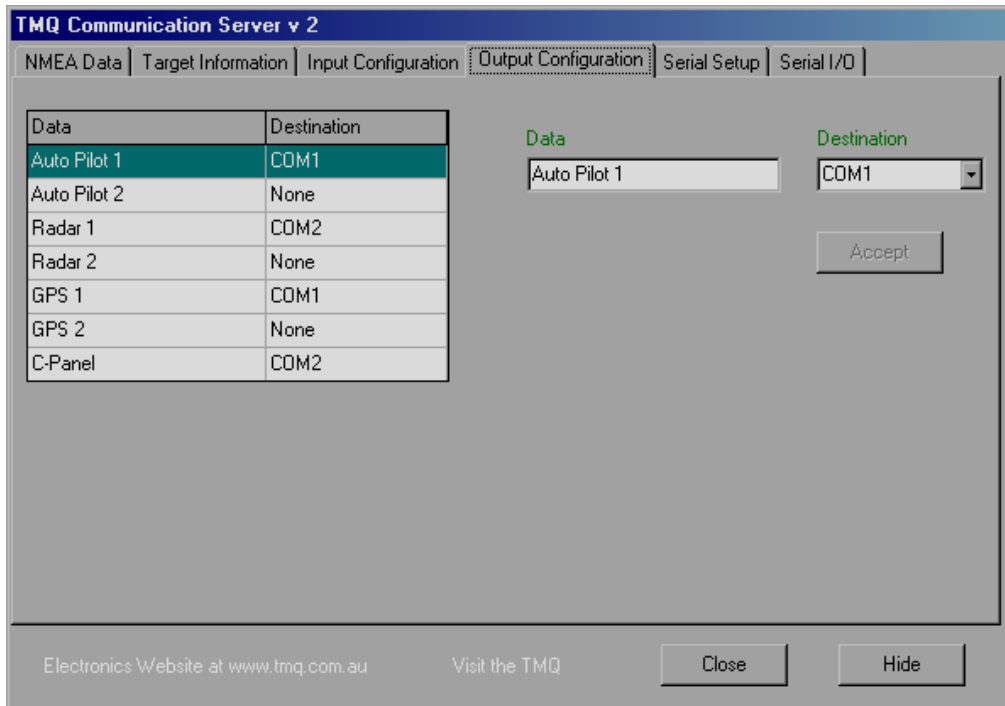 TMQ Communication Server v 2
NMEA Data Target Information Input Configuration Output Configuration Serial Setup Serial I/O
Data Destination
Auto Pilot 1 COM1
Auto Pilot 2 None
Radar 1 COM2
Radar 2 None
GPS 1 COM1
GPS 2 None
C-Panel COM2
Data Destination
Auto Pilot 1 COM1
Accept
Electronics Website at www.tmq.com.au Visit the TMQ Close Hide